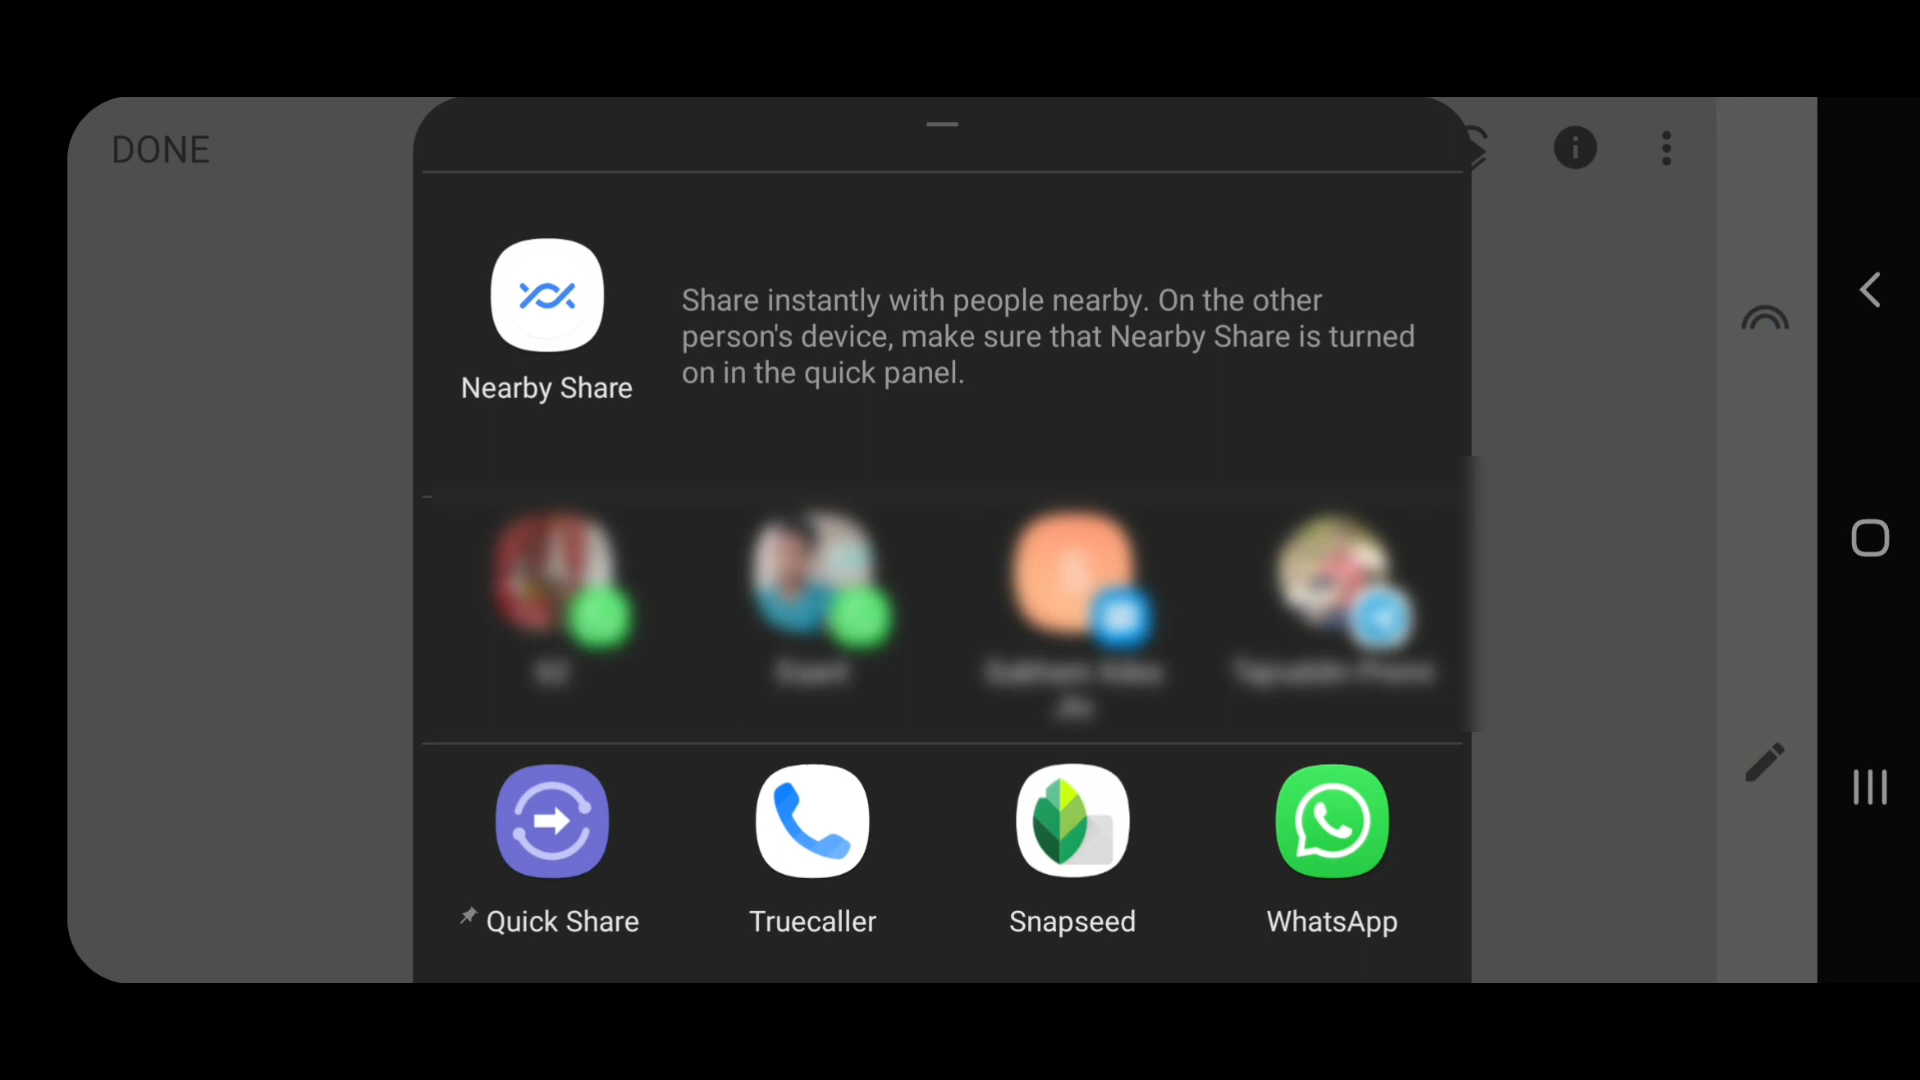 DONE
Share instantly with people nearby. On the other
person's device, make sure that Nearby Share is turned
on in the quick panel.
Nearby Share
Quick Share
Truecaller
Snapseed
WhatsApp